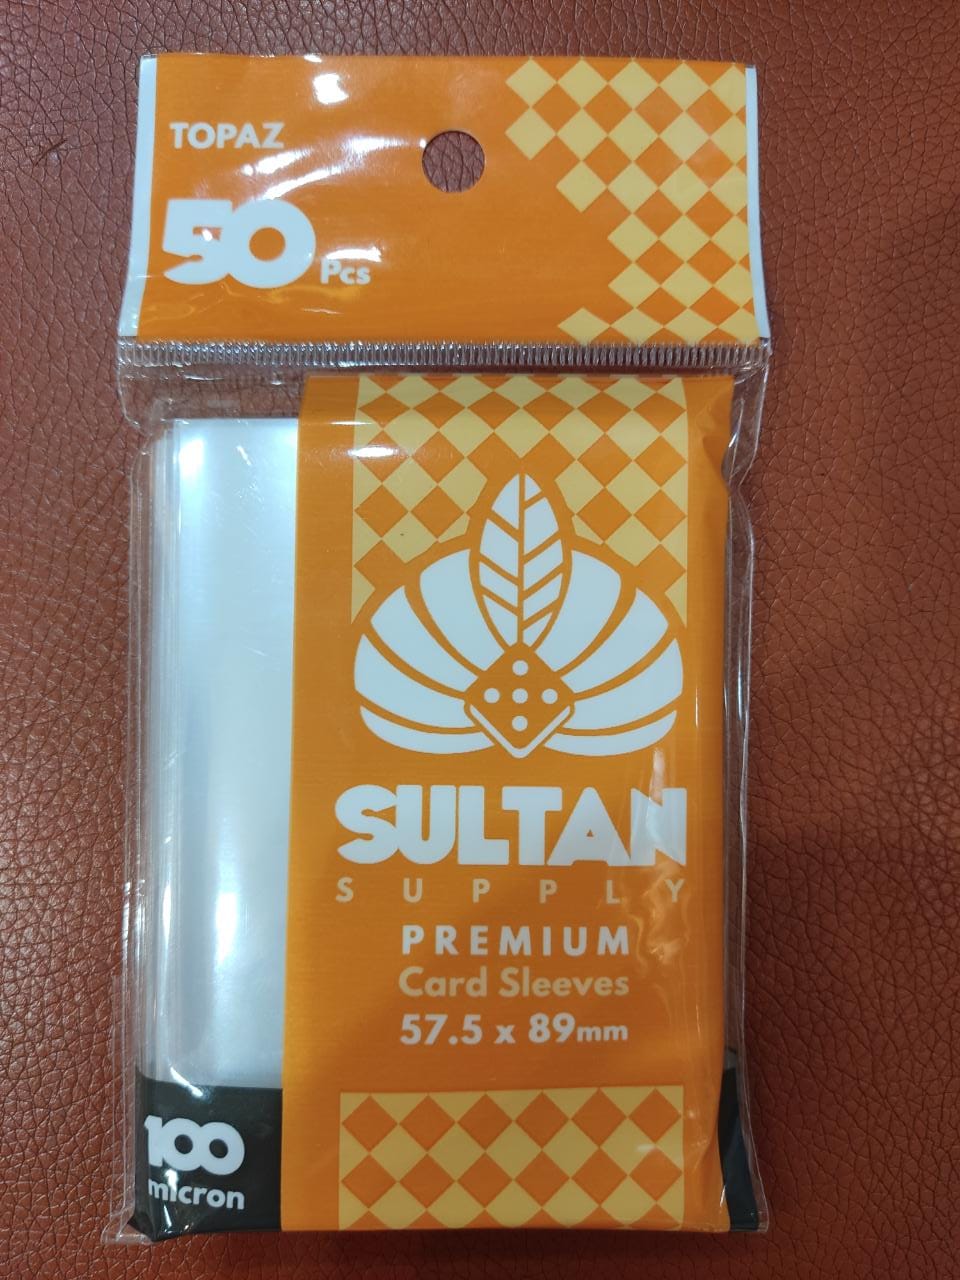 TOPAZ
50 Pcs
SULTAN
SUPPLY
PREMIUM
Card Sleeves
57.5 x 89mm
100
micron